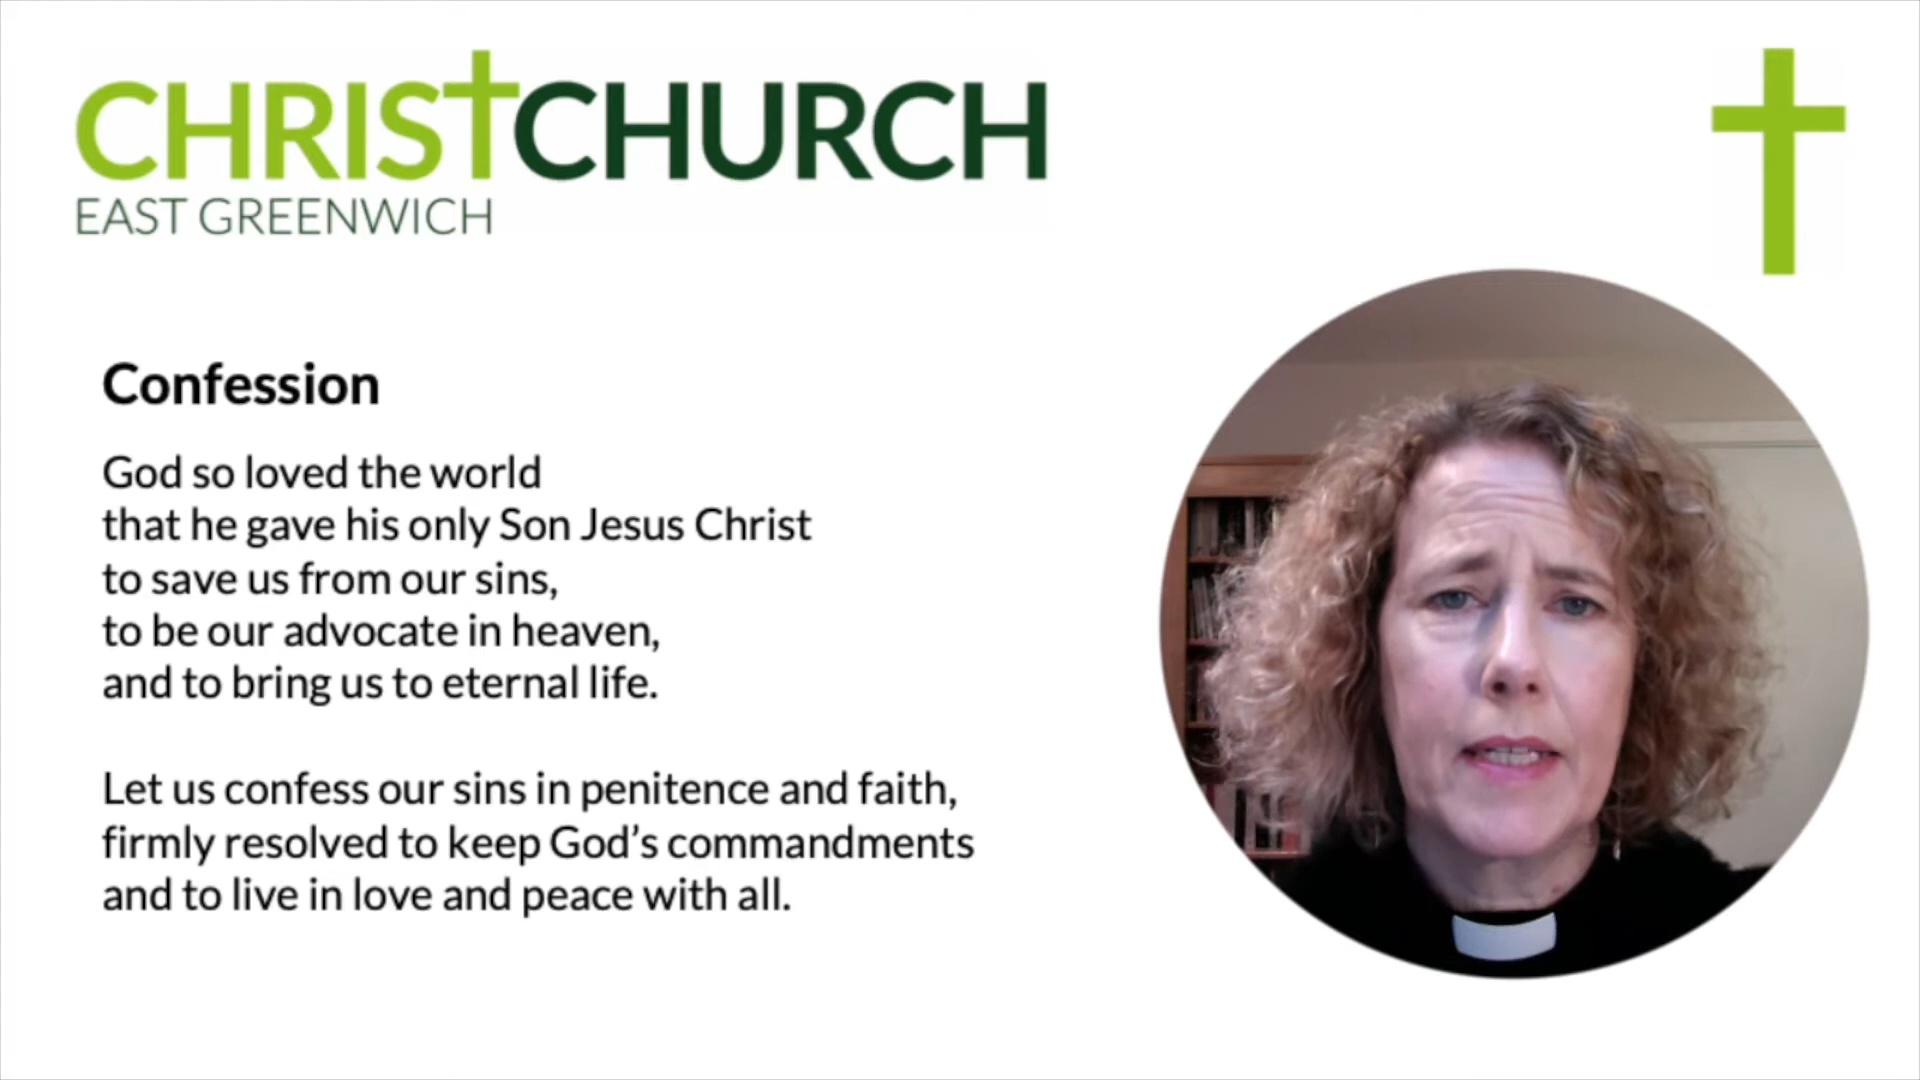 CHRISTCHURCH
EAST GREENWICH
Confession
God so loved the world
that he gave his only Son Jesus Christ
to save us from our sins,
to be our advocate in heaven,
and to bring us to eternal life.
Let us confess our sins in penitence and faith,
firmly resolved to keep God’s commandments
and to live in love and peace with all.